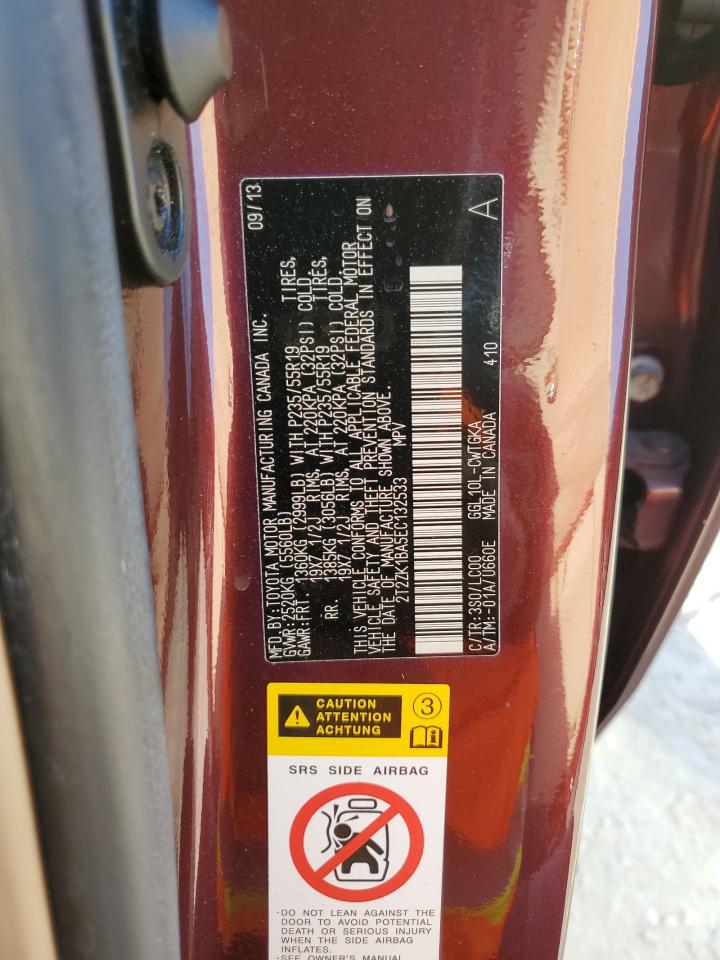 MFD.BY:TOYOTA MOTOR MANUFACTURING CANADA INC. 09/13
GVWR:2520KG(5560LB)
GAWR:FRT 1360KG (2999LB) WITH P235/55R19 TIRES,
19X7 1/2J RIMS, AT 220KPA (32PSI) COLD
RR. 1385KG (3056LB) WITH P235/55R19 TIRES,
19X7 1/2J RIMS, AT 220KPA (32PSI) COLD.
THIS VEHICLE CONFORMS TO ALL APPLICABLE FEDERAL MOTOR
VEHICLE SAFETY AND THEFT PREVENTION STANDARDS IN EFFECT ON
THE DATE OF MANUFACTURE SHOWN ABOVE.
2T2ZK1BA5EC132533 MPV
C/TR:3S0/LC00 GGL10L-CWTGKA 410 A
A/TM:-01A/U660E MADE IN CANADA
CAUTION
ATTENTION
ACHTUNG
3
SRS SIDE AIRBAG
·DO NOT LEAN AGAINST THE
DOOR TO AVOID POTENTIAL
DEATH OR SERIOUS INJURY
WHEN THE SIDE AIRBAG
INFLATES.
·SEE OWNER'S MANUAL